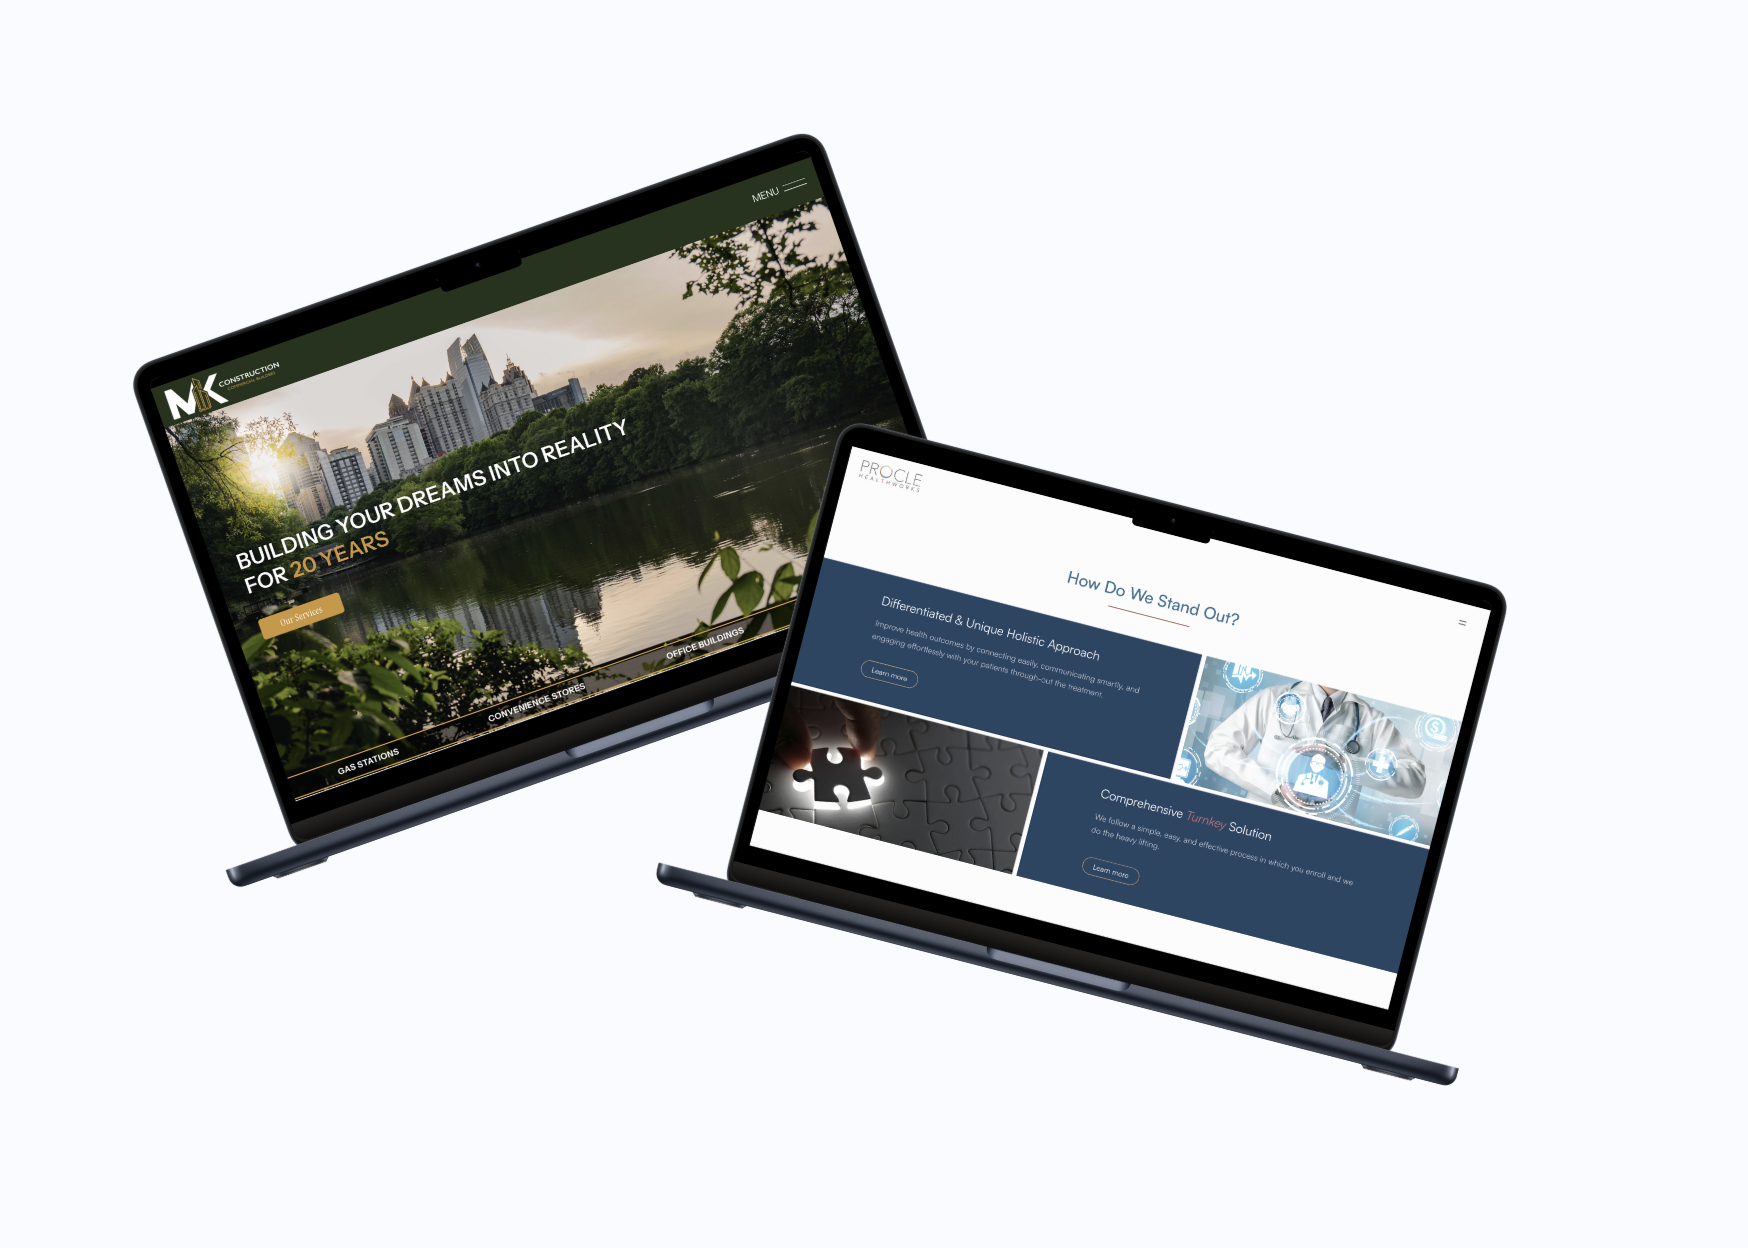 MENU
MK
CONSTRUCTION
COMMERCIAL BUILDERS
BUILDING YOUR DREAMS INTO REALITY
FOR 20 YEARS
Our Services
GAS STATIONS
CONVENIENCE STORES
OFFICE BUILDINGS
PROCLE
HEALTHWORKS
How Do We Stand Out?
Differentiated & Unique Holistic Approach
Improve health outcomes by connecting easily, communicating smartly, and
engaging effortlessly with your patients through-out the treatment.
Learn more
Comprehensive Turnkey Solution
We follow a simple, easy, and effective process in which you enroll and we
do the heavy lifting.
Learn more